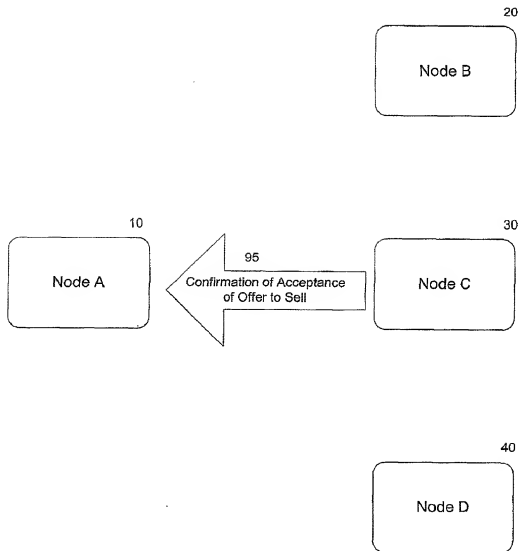 20
Node B
10
30
95
Node A
Confirmation of Acceptance
of Offer to Sell
Node C
40
Node D